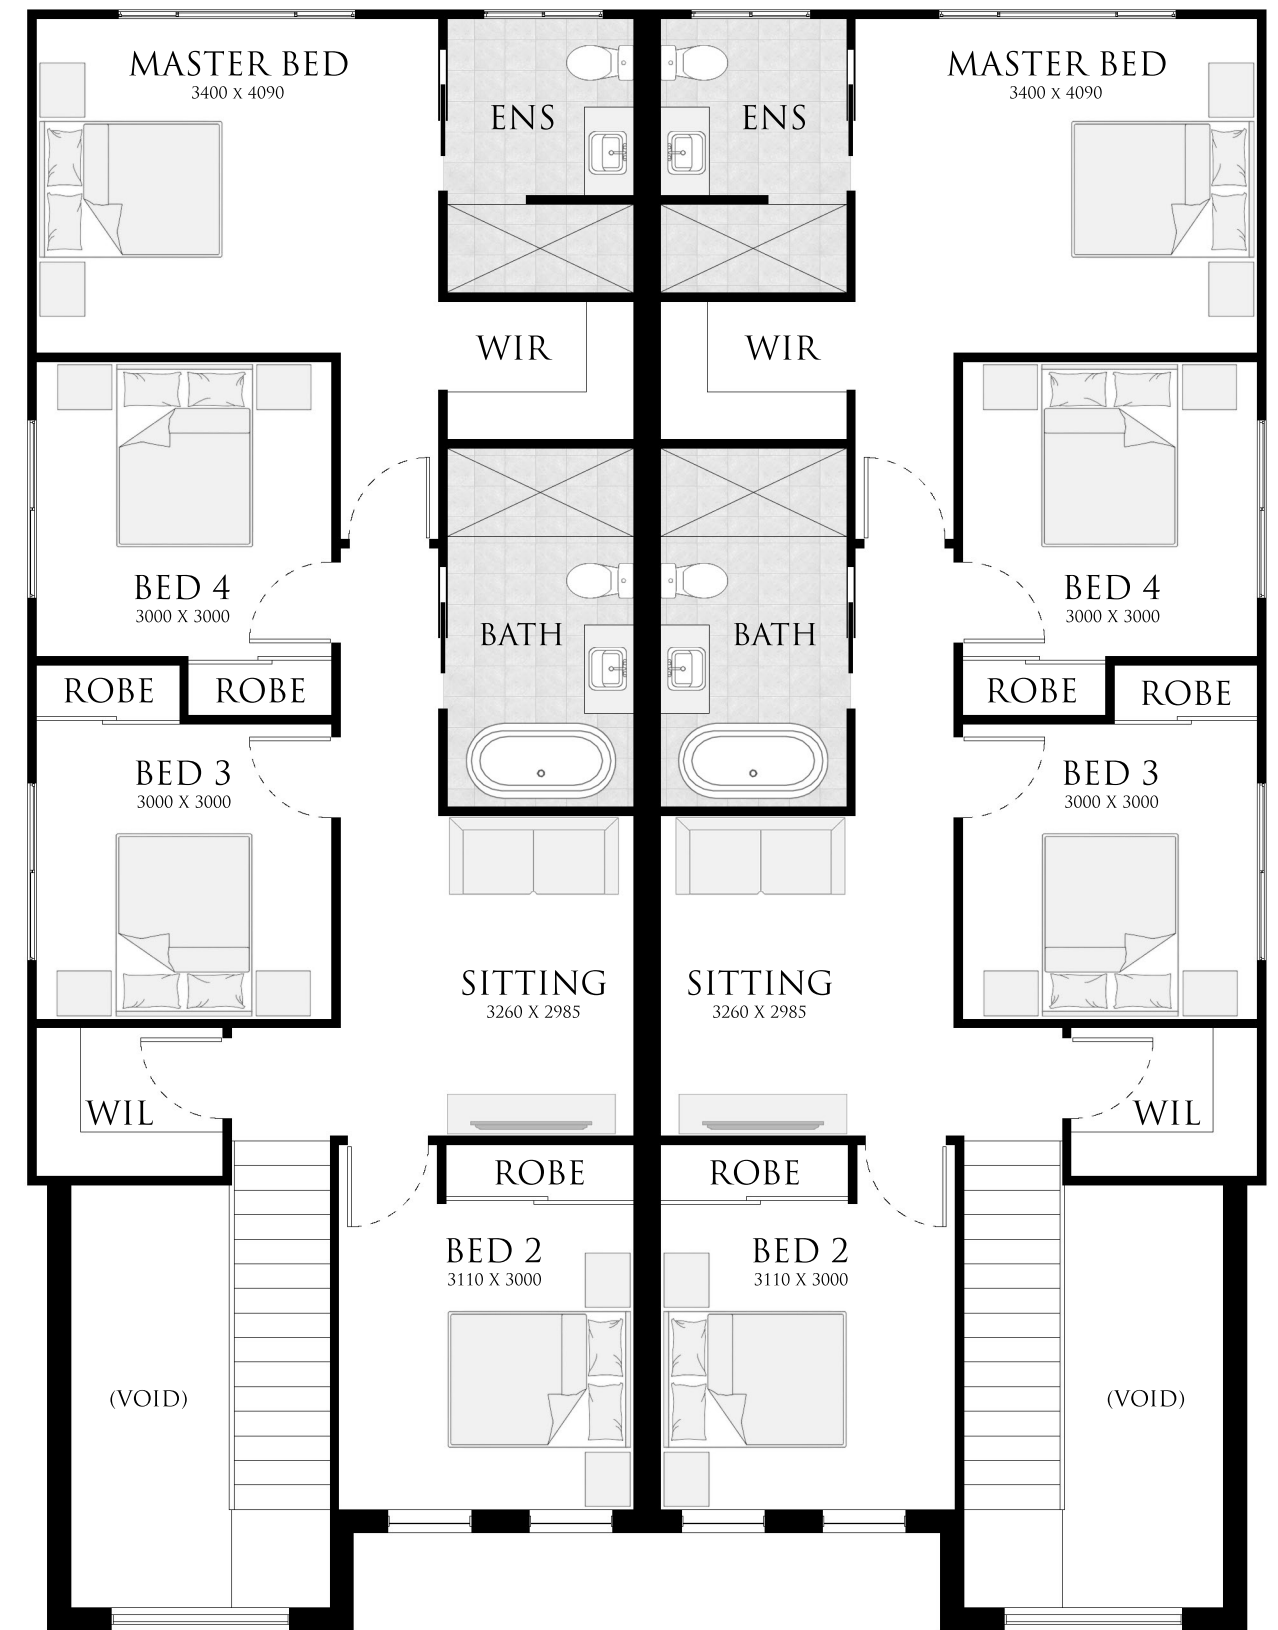 MASTER BED
3400 X 4090
ENS
ENS
MASTER BED
3400 X 4090
WIR
WIR
BED 4
3000 X 3000
BATH
BATH
BED 4
3000 X 3000
ROBE
ROBE
ROBE
ROBE
BED 3
3000 X 3000
BED 3
3000 X 3000
SITTING
3260 X 2985
SITTING
3260 X 2985
WIL
WIL
ROBE
ROBE
BED 2
3110 X 3000
BED 2
3110 X 3000
(VOID)
(VOID)